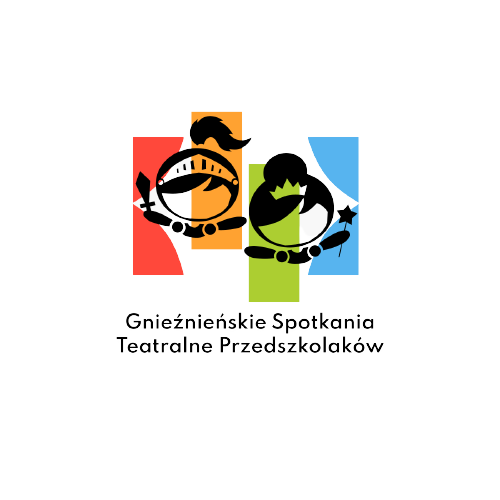 Gnieźnieńskie Spotkania
Teatralne Przedszkolaków